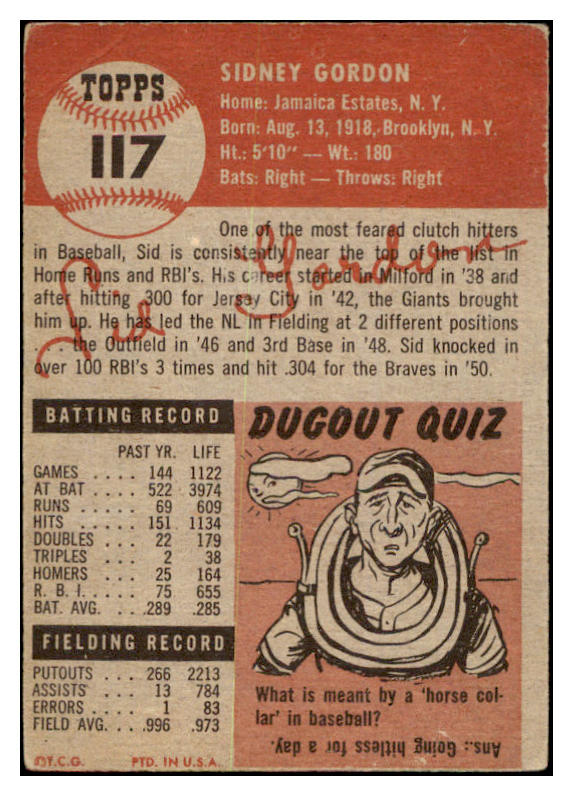 TOPPS
117
SIDNEY GORDON
Home: Jamaica Estates, N. Y.
Born: Aug. 13, 1918, Brooklyn, N. Y.
Ht.: 5'10" — Wt.: 180
Bats: Right — Throws: Right
One of the most feared clutch hitters
in Baseball, Sid is consistently near the top of the list in
Home Runs and RBI's. His career started in Milford in '38 and
after hitting .300 for Jersey City in '42, the Giants brought
him up. He has led the NL in Fielding at 2 different positions
. . . the Outfield in '46 and 3rd Base in '48. Sid knocked in
over 100 RBI's 3 times and hit .304 for the Braves in '50.
Sid Gordon
BATTING RECORD
PAST YR. LIFE
GAMES . . . . 144 1122
AT BAT . . . . 522 3974
RUNS . . . . 69 609
HITS . . . . . 151 1134
DOUBLES . . . 22 179
TRIPLES . . . 2 38
HOMERS . . . 25 164
R. B. I. . . . . 75 655
BAT. AVG. . . .289 .285
FIELDING RECORD
PUTOUTS . . . 266 2213
ASSISTS . . . 13 784
ERRORS . . . . 1 83
FIELD AVG. . . .996 .973
©T.C.G. PTD. IN U.S.A.
DUGOUT QUIZ
What is meant by a 'horse col-
lar' in baseball?
Ans.: Going hitless for a day.